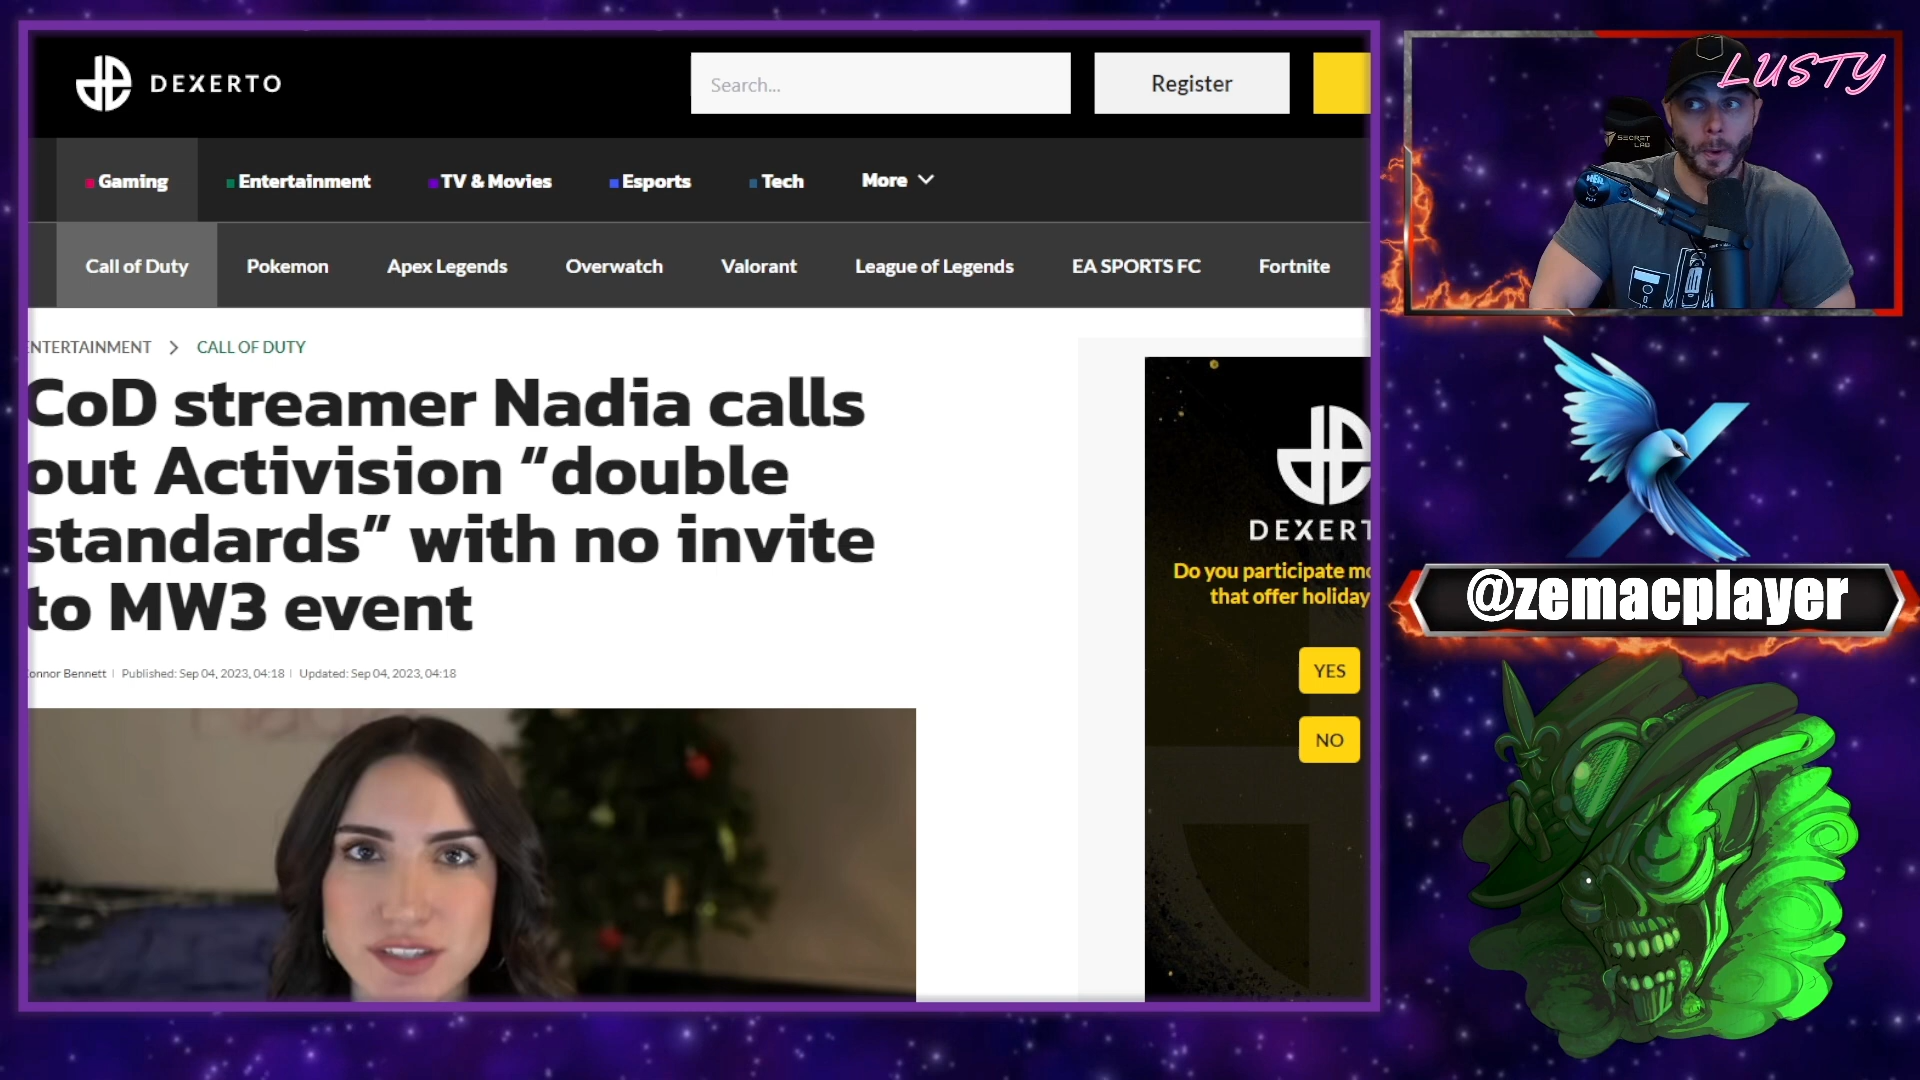 DEXERTO
Search...
Register
Gaming
Entertainment
TV & Movies
Esports
Tech
More
Call of Duty
Pokemon
Apex Legends
Overwatch
Valorant
League of Legends
EA SPORTS FC
Fortnite
NTERTAINMENT > CALL OF DUTY
CoD streamer Nadia calls
out Activision “double
standards” with no invite
to MW3 event
onnor Bennett | Published: Sep 04, 2023, 04:18 | Updated: Sep 04, 2023, 04:18
DEXERT
Do you participate mo
that offer holiday
YES
NO
LUSTY
SECRET
LAB
@zemacplayer